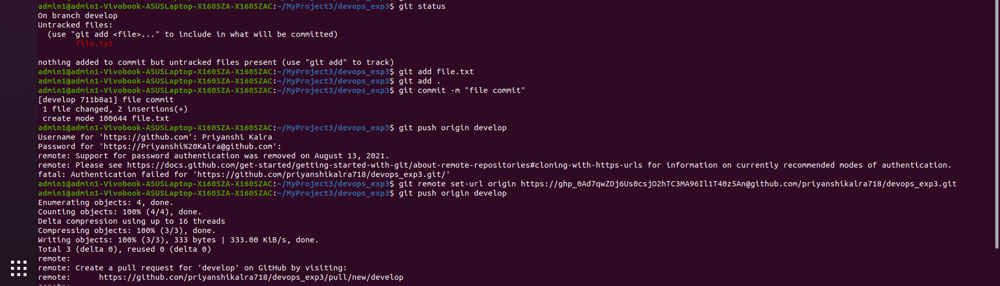 admin1@admin1-Vivobook-ASUSLaptop-X1605ZA-X1605ZAC:~/MyProject3/devops_exp3$ git status
On branch develop
Untracked files:
  (use "git add <file>..." to include in what will be committed)
        file.txt
nothing added to commit but untracked files present (use "git add" to track)
admin1@admin1-Vivobook-ASUSLaptop-X1605ZA-X1605ZAC:~/MyProject3/devops_exp3$ git add file.txt
admin1@admin1-Vivobook-ASUSLaptop-X1605ZA-X1605ZAC:~/MyProject3/devops_exp3$ git add .
admin1@admin1-Vivobook-ASUSLaptop-X1605ZA-X1605ZAC:~/MyProject3/devops_exp3$ git commit -m "file commit"
[develop 711b8a1] file commit
 1 file changed, 2 insertions(+)
 create mode 100644 file.txt
admin1@admin1-Vivobook-ASUSLaptop-X1605ZA-X1605ZAC:~/MyProject3/devops_exp3$ git push origin develop
Username for 'https://github.com': Priyanshi Kalra
Password for 'https://Priyanshi%20Kalra@github.com':
remote: Support for password authentication was removed on August 13, 2021.
remote: Please see https://docs.github.com/get-started/getting-started-with-git/about-remote-repositories#cloning-with-https-urls for information on currently recommended modes of authentication.
fatal: Authentication failed for 'https://github.com/priyanshikalra718/devops_exp3.git/'
admin1@admin1-Vivobook-ASUSLaptop-X1605ZA-X1605ZAC:~/MyProject3/devops_exp3$ git remote set-url origin https://[access token redacted]@github.com/priyanshikalra718/devops_exp3.git
admin1@admin1-Vivobook-ASUSLaptop-X1605ZA-X1605ZAC:~/MyProject3/devops_exp3$ git push origin develop
Enumerating objects: 4, done.
Counting objects: 100% (4/4), done.
Delta compression using up to 16 threads
Compressing objects: 100% (3/3), done.
Writing objects: 100% (3/3), 333 bytes | 333.00 KiB/s, done.
Total 3 (delta 0), reused 0 (delta 0)
remote:
remote: Create a pull request for 'develop' on GitHub by visiting:
remote:      https://github.com/priyanshikalra718/devops_exp3/pull/new/develop